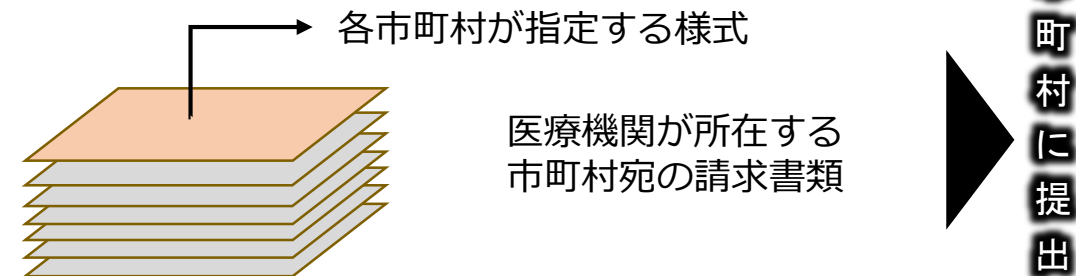 各市町村が指定する様式
医療機関が所在する
市町村宛の請求書類
町村に提出